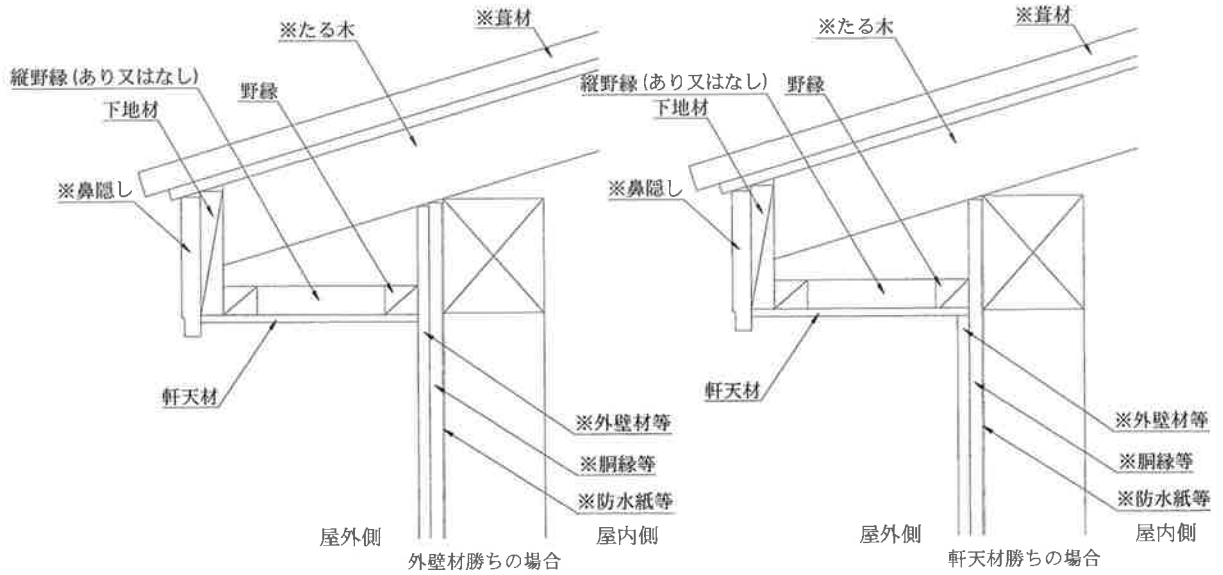 ※葺材
※たる木
縦野縁(あり又はなし)
野縁
下地材
※鼻隠し
軒天材
※外壁材等
※胴縁等
※防水紙等
屋外側
屋内側
外壁材勝ちの場合
※葺材
※たる木
縦野縁(あり又はなし)
野縁
下地材
※鼻隠し
軒天材
※外壁材等
※胴縁等
※防水紙等
屋外側
屋内側
軒天材勝ちの場合